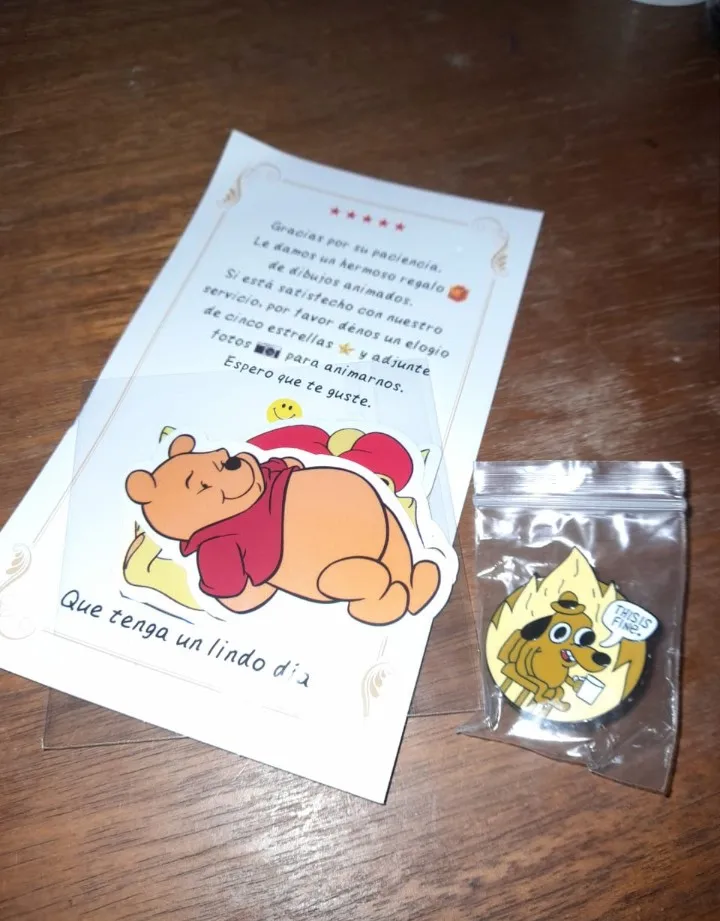 Gracias por su paciencia.
Le damos un hermoso regalo
de dibujos animados.
Si está satisfecho con nuestro
servicio, por favor dénos un elogio
de cinco estrellas y adjunte
fotos para animarnos.
Espero que te guste.
Que tenga un lindo día
THIS IS
FINE.